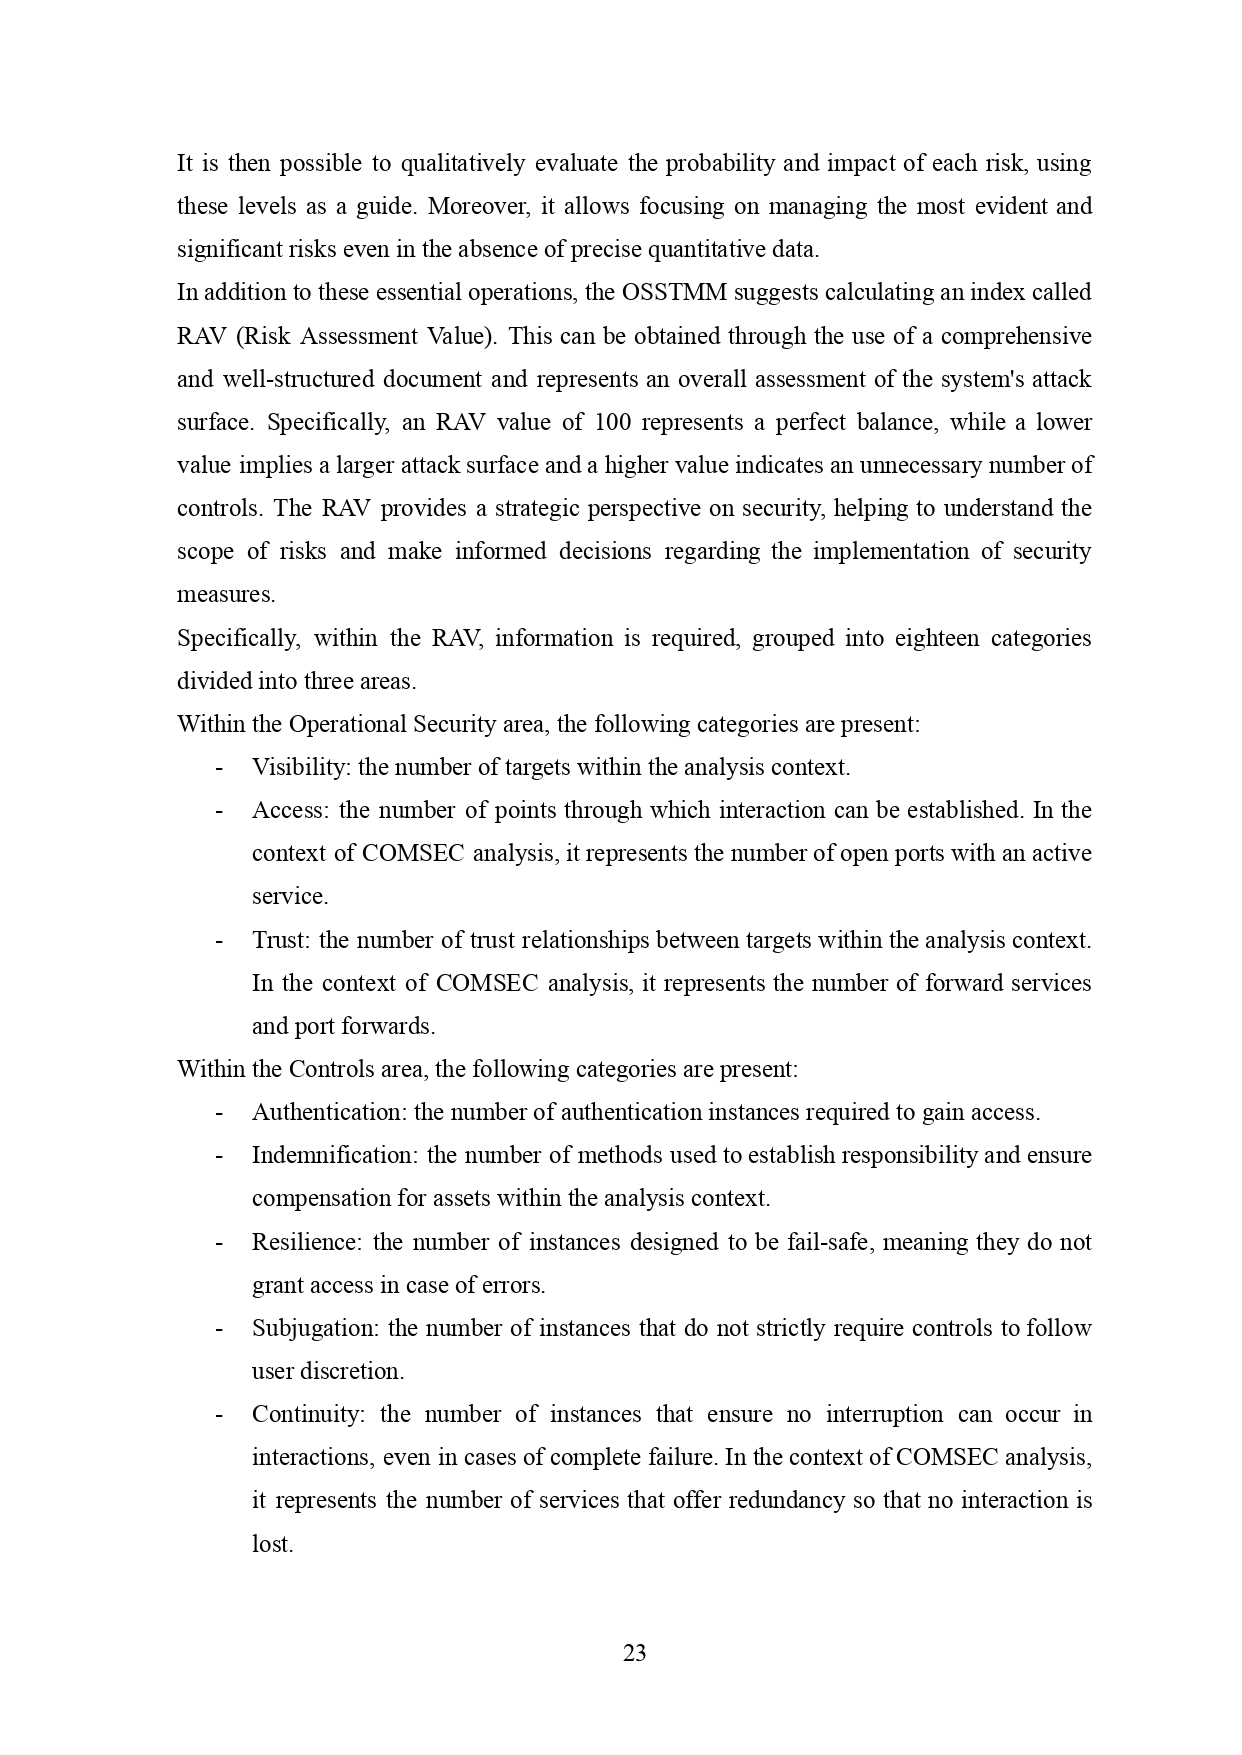 It is then possible to qualitatively evaluate the probability and impact of each risk, using
these levels as a guide. Moreover, it allows focusing on managing the most evident and
significant risks even in the absence of precise quantitative data.
In addition to these essential operations, the OSSTMM suggests calculating an index called
RAV (Risk Assessment Value). This can be obtained through the use of a comprehensive
and well-structured document and represents an overall assessment of the system's attack
surface. Specifically, an RAV value of 100 represents a perfect balance, while a lower
value implies a larger attack surface and a higher value indicates an unnecessary number of
controls. The RAV provides a strategic perspective on security, helping to understand the
scope of risks and make informed decisions regarding the implementation of security
measures.
Specifically, within the RAV, information is required, grouped into eighteen categories
divided into three areas.
Within the Operational Security area, the following categories are present:
- Visibility: the number of targets within the analysis context.
- Access: the number of points through which interaction can be established. In the
context of COMSEC analysis, it represents the number of open ports with an active
service.
- Trust: the number of trust relationships between targets within the analysis context.
In the context of COMSEC analysis, it represents the number of forward services
and port forwards.
Within the Controls area, the following categories are present:
- Authentication: the number of authentication instances required to gain access.
- Indemnification: the number of methods used to establish responsibility and ensure
compensation for assets within the analysis context.
- Resilience: the number of instances designed to be fail-safe, meaning they do not
grant access in case of errors.
- Subjugation: the number of instances that do not strictly require controls to follow
user discretion.
- Continuity: the number of instances that ensure no interruption can occur in
interactions, even in cases of complete failure. In the context of COMSEC analysis,
it represents the number of services that offer redundancy so that no interaction is
lost.
23